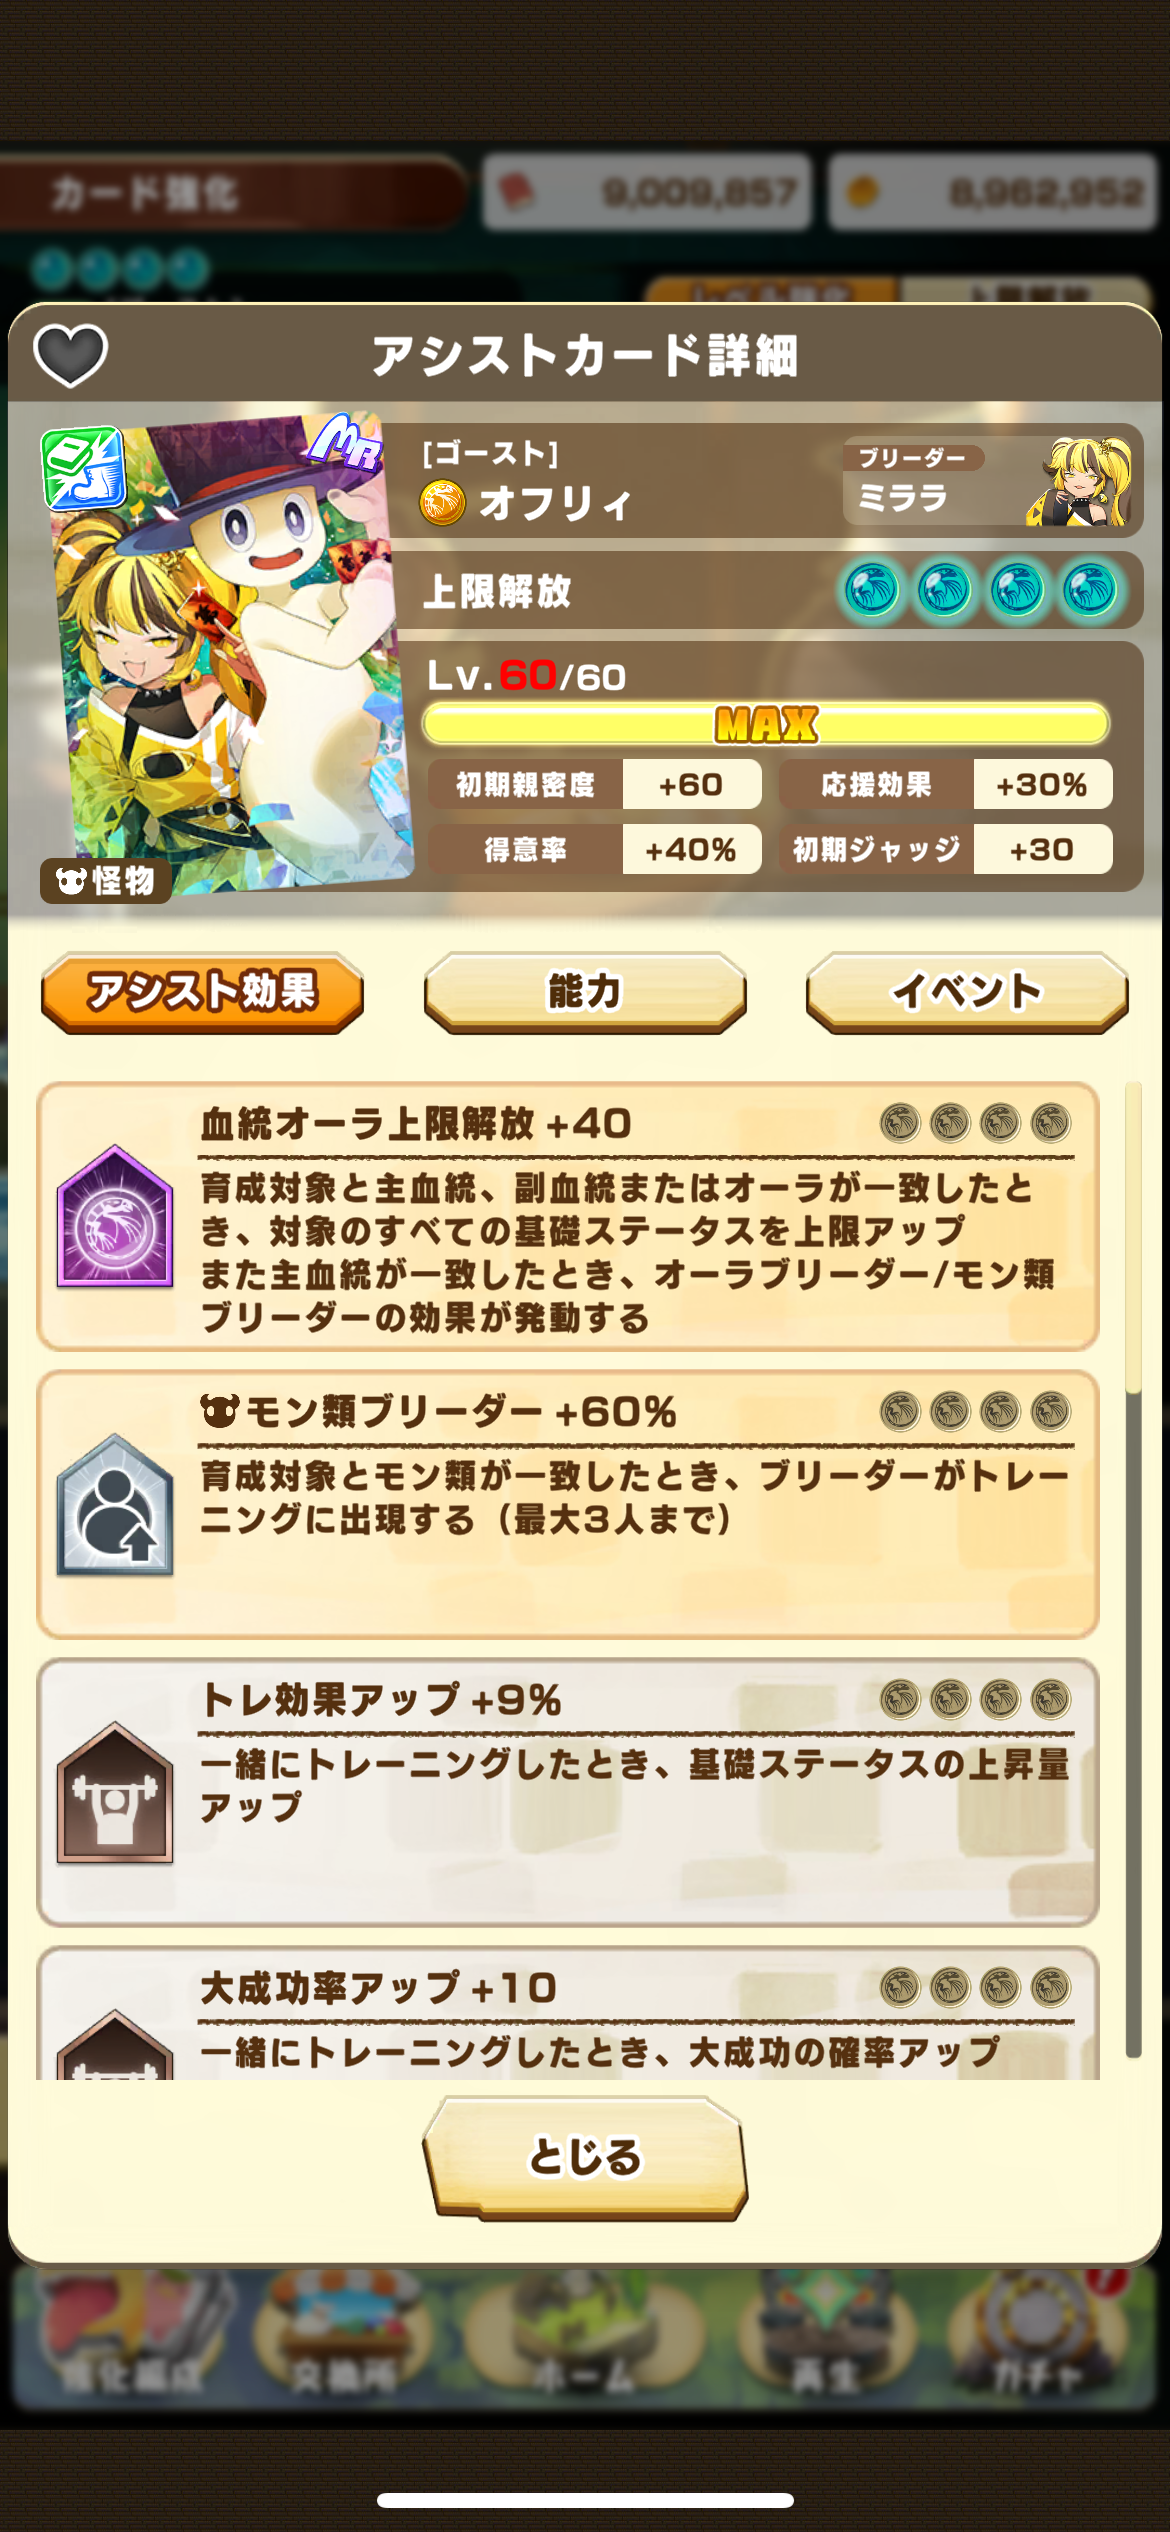 カード強化
9,009,857
8,962,952
アシストカード詳細
MR
[ゴースト]
オフリィ
ブリーダー
ミララ
上限解放
Lv.60/60
MAX
初期親密度 +60
応援効果 +30%
得意率 +40%
初期ジャッジ +30
怪物
アシスト効果
能力
イベント
血統オーラ上限解放 +40
育成対象と主血統、副血統またはオーラが一致したと
き、対象のすべての基礎ステータスを上限アップ
また主血統が一致したとき、オーラブリーダー/モン類
ブリーダーの効果が発動する
モン類ブリーダー +60%
育成対象とモン類が一致したとき、ブリーダーがトレー
ニングに出現する（最大3人まで）
トレ効果アップ +9%
一緒にトレーニングしたとき、基礎ステータスの上昇量
アップ
大成功率アップ +10
一緒にトレーニングしたとき、大成功の確率アップ
とじる
強化編成
交換所
ホーム
再生
ガチャ